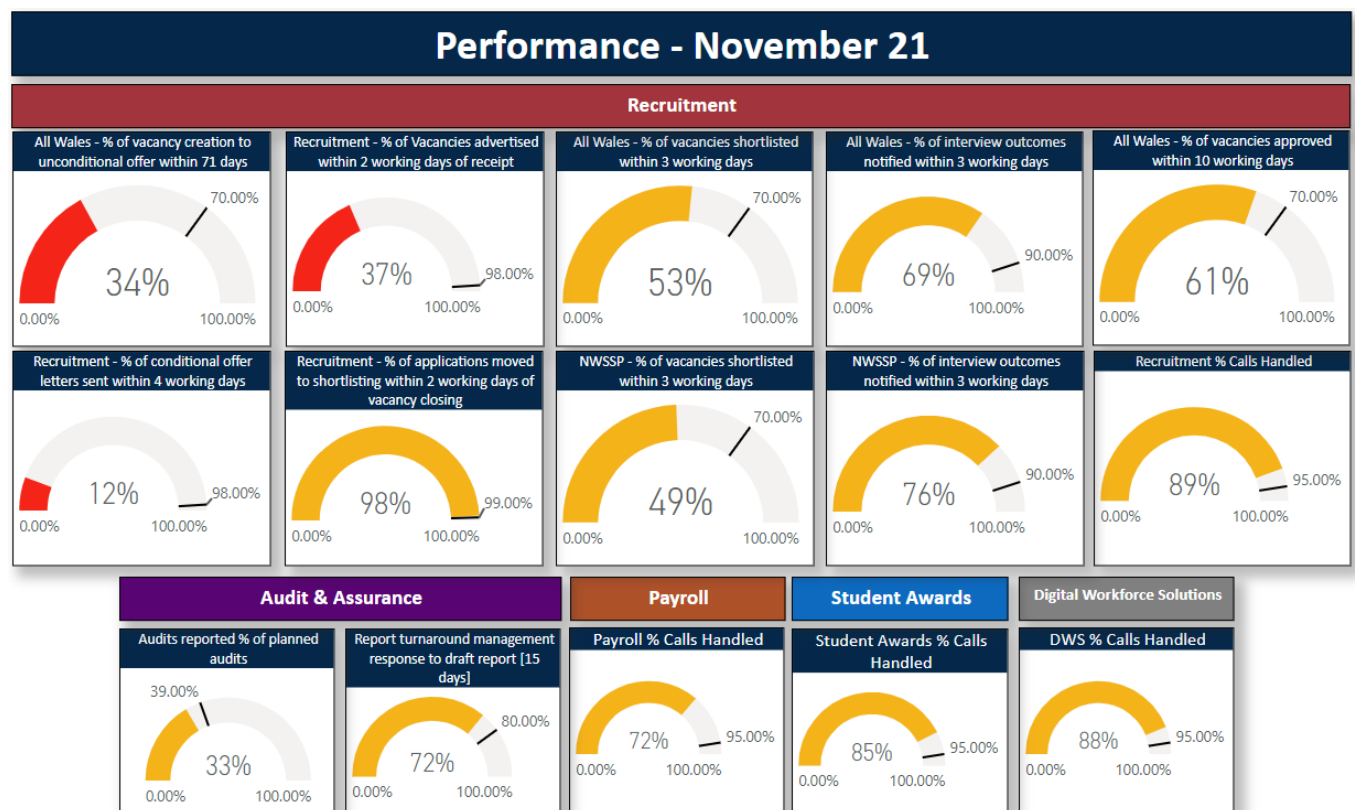 Performance - November 21
Recruitment
All Wales - % of vacancy creation to
unconditional offer within 71 days
70.00%
34%
0.00%
100.00%
Recruitment - % of Vacancies advertised
within 2 working days of receipt
37%
98.00%
0.00%
100.00%
All Wales - % of vacancies shortlisted
within 3 working days
70.00%
53%
0.00%
100.00%
All Wales - % of interview outcomes
notified within 3 working days
90.00%
69%
0.00%
100.00%
All Wales - % of vacancies approved
within 10 working days
70.00%
61%
0.00%
100.00%
Recruitment - % of conditional offer
letters sent within 4 working days
12%
98.00%
0.00%
100.00%
Recruitment - % of applications moved
to shortlisting within 2 working days of
vacancy closing
98%
99.00%
0.00%
100.00%
NWSSP - % of vacancies shortlisted
within 3 working days
70.00%
49%
0.00%
100.00%
NWSSP - % of interview outcomes
notified within 3 working days
90.00%
76%
0.00%
100.00%
Recruitment % Calls Handled
89%
95.00%
0.00%
100.00%
Audit & Assurance
Audits reported % of planned
audits
39.00%
33%
0.00%
100.00%
Report turnaround management
response to draft report [15
days]
80.00%
72%
0.00%
100.00%
Payroll
Payroll % Calls Handled
72%
95.00%
0.00%
100.00%
Student Awards
Student Awards % Calls
Handled
85%
95.00%
0.00%
100.00%
Digital Workforce Solutions
DWS % Calls Handled
88%
95.00%
0.00%
100.00%